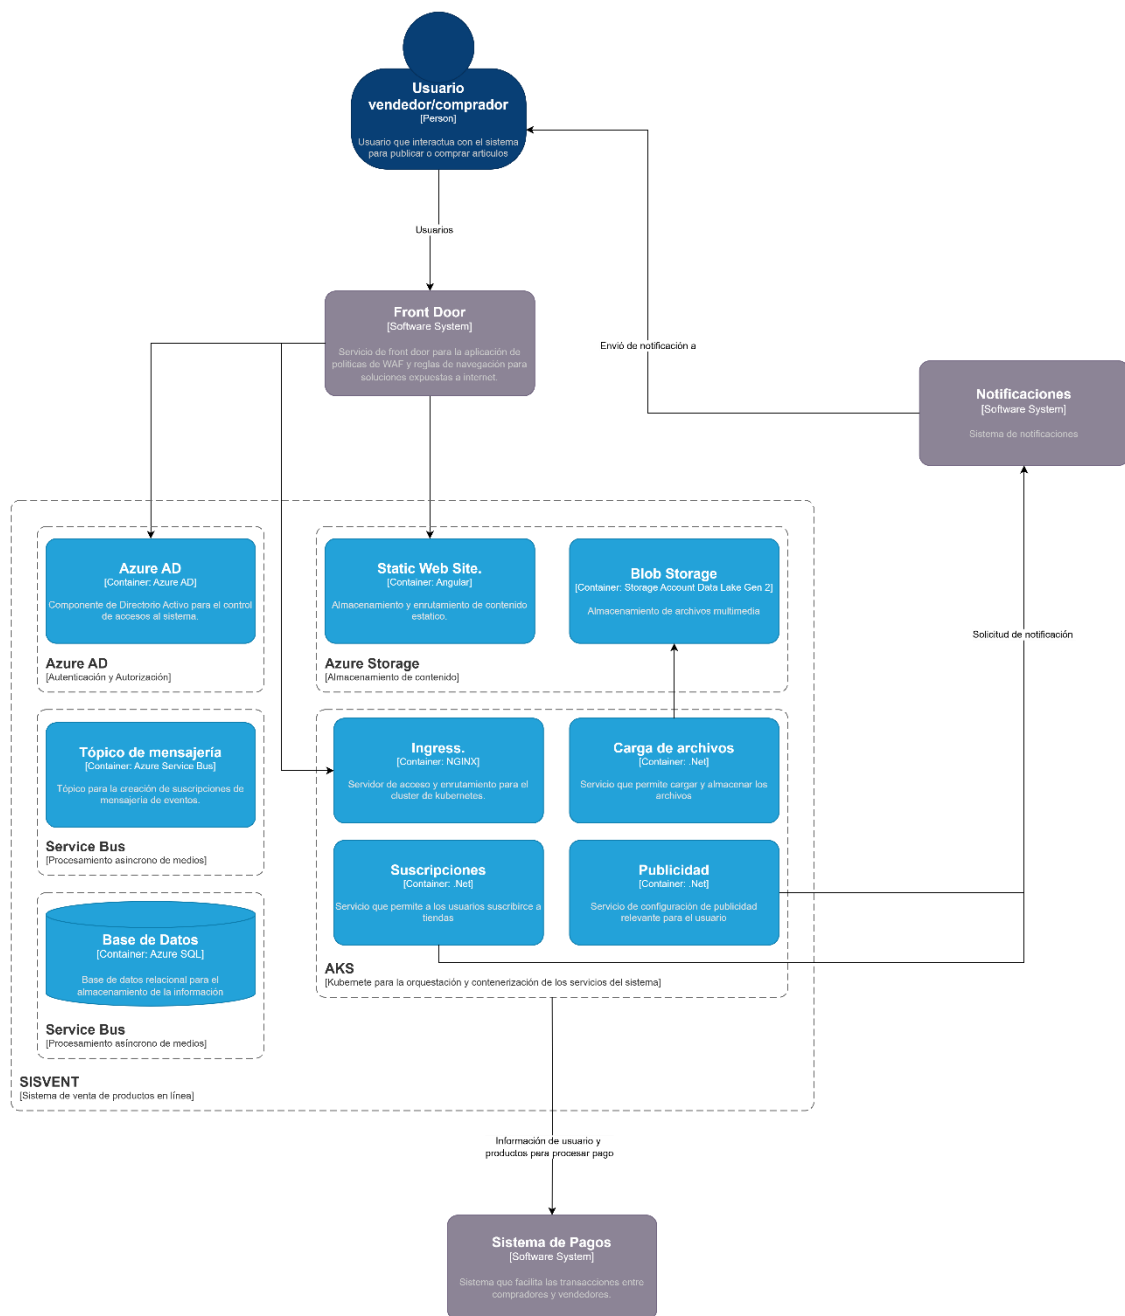 Usuario
vendedor/comprador
[Person]
Usuario que interactua con el sistema
para publicar o comprar articulos
Usuarios
Front Door
[Software System]
Servicio de front door para la aplicación de
politicas de WAF y reglas de navegación para
soluciones expuestas a internet.
Envió de notificación a
Notificaciones
[Software System]
Sistema de notificaciones
Solicitud de notificación
Azure AD
[Container: Azure AD]
Componente de Directorio Activo para el control
de accesos al sistema.
Azure AD
[Autenticación y Autorización]
Static Web Site.
[Container: Angular]
Almacenamiento y enrutamiento de contenido
estatico.
Blob Storage
[Container: Storage Account Data Lake Gen 2]
Almacenamiento de archivos multimedia
Azure Storage
[Almacenamiento de contenido]
Tópico de mensajería
[Container: Azure Service Bus]
Tópico para la creación de suscripciones de
mensajería de eventos.
Service Bus
[Procesamiento asíncrono de medios]
Ingress.
[Container: NGINX]
Servidor de acceso y enrutamiento para el
cluster de kubernetes.
Carga de archivos
[Container: .Net]
Servicio que permite cargar y almacenar los
archivos
Suscripciones
[Container: .Net]
Servicio que permite a los usuarios suscribirce a
tiendas
Publicidad
[Container: .Net]
Servicio de configuración de publicidad
relevante para el usuario
AKS
[Kubernete para la orquestación y contenerización de los servicios del sistema]
Base de Datos
[Container: Azure SQL]
Base de datos relacional para el
almacenamiento de la información
Service Bus
[Procesamiento asíncrono de medios]
SISVENT
[Sistema de venta de productos en línea]
Información de usuario y
productos para procesar pago
Sistema de Pagos
[Software System]
Sistema que facilita las transacciones entre
compradores y vendedores.